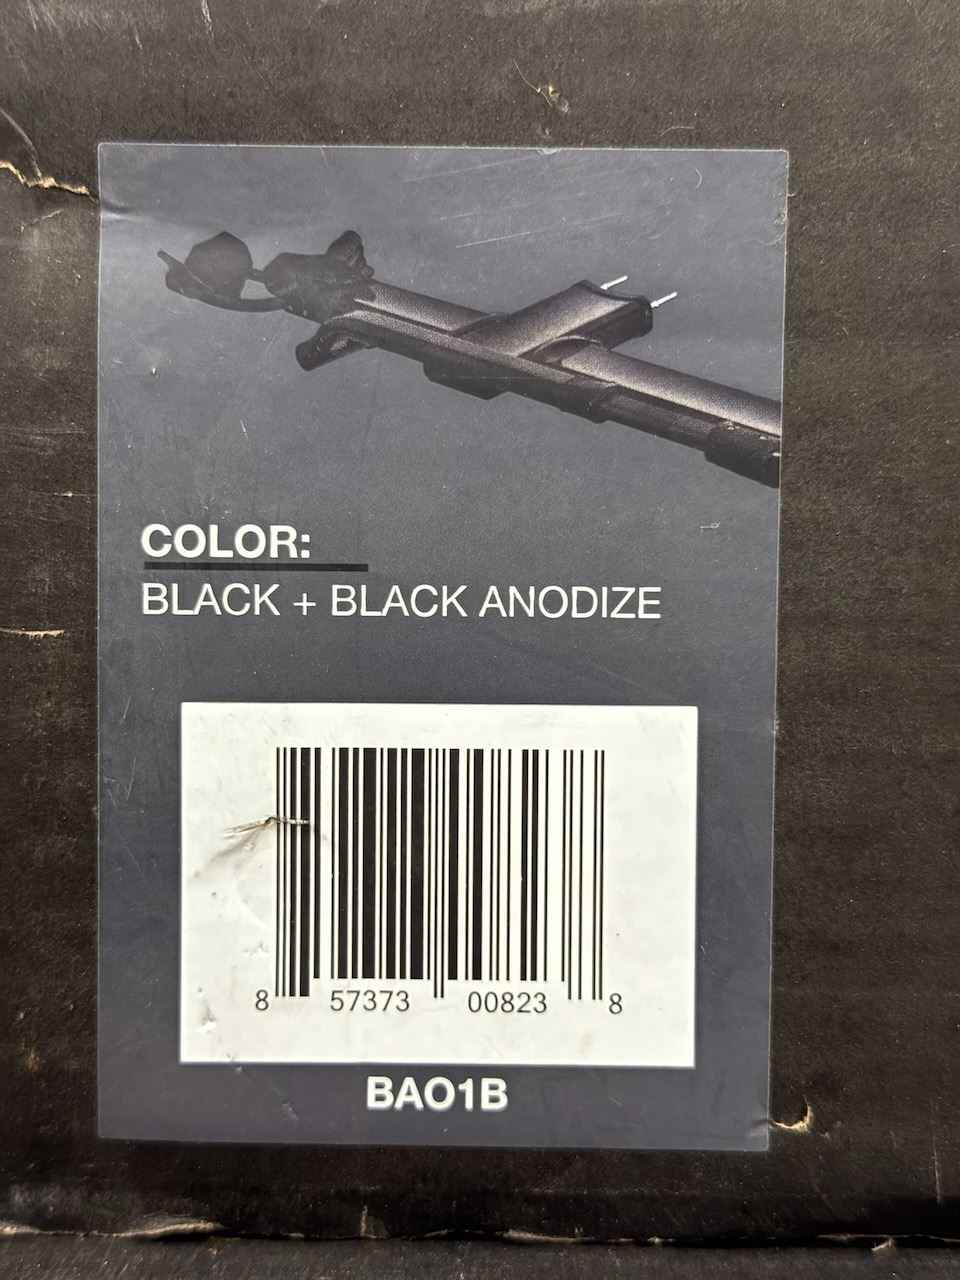 COLOR:
BLACK + BLACK ANODIZE
8 57373 00823 8
BAO1B